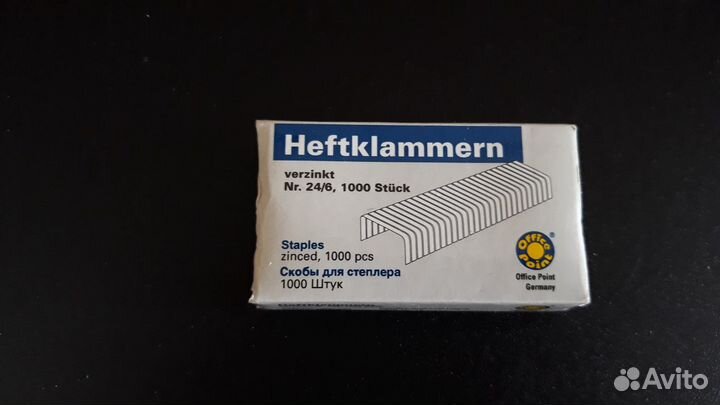 Heftklammern
verzinkt
Nr. 24/6, 1000 Stück
Staples
zinced, 1000 pcs
Скобы для степлера
1000 Штук
Office Point
®
Office Point
Germany
Heftklammern
Avito